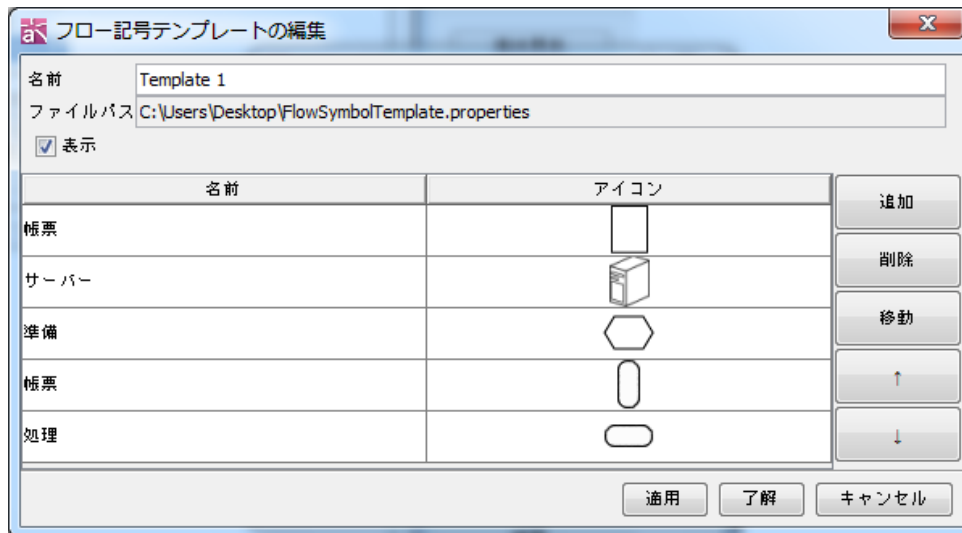 フロー記号テンプレートの編集
名前 Template 1
ファイルパス C:\Users\Desktop\FlowSymbolTemplate.properties
表示
名前 アイコン
帳票
サーバー
準備
帳票
処理
追加
削除
移動
↑
↓
適用 了解 キャンセル